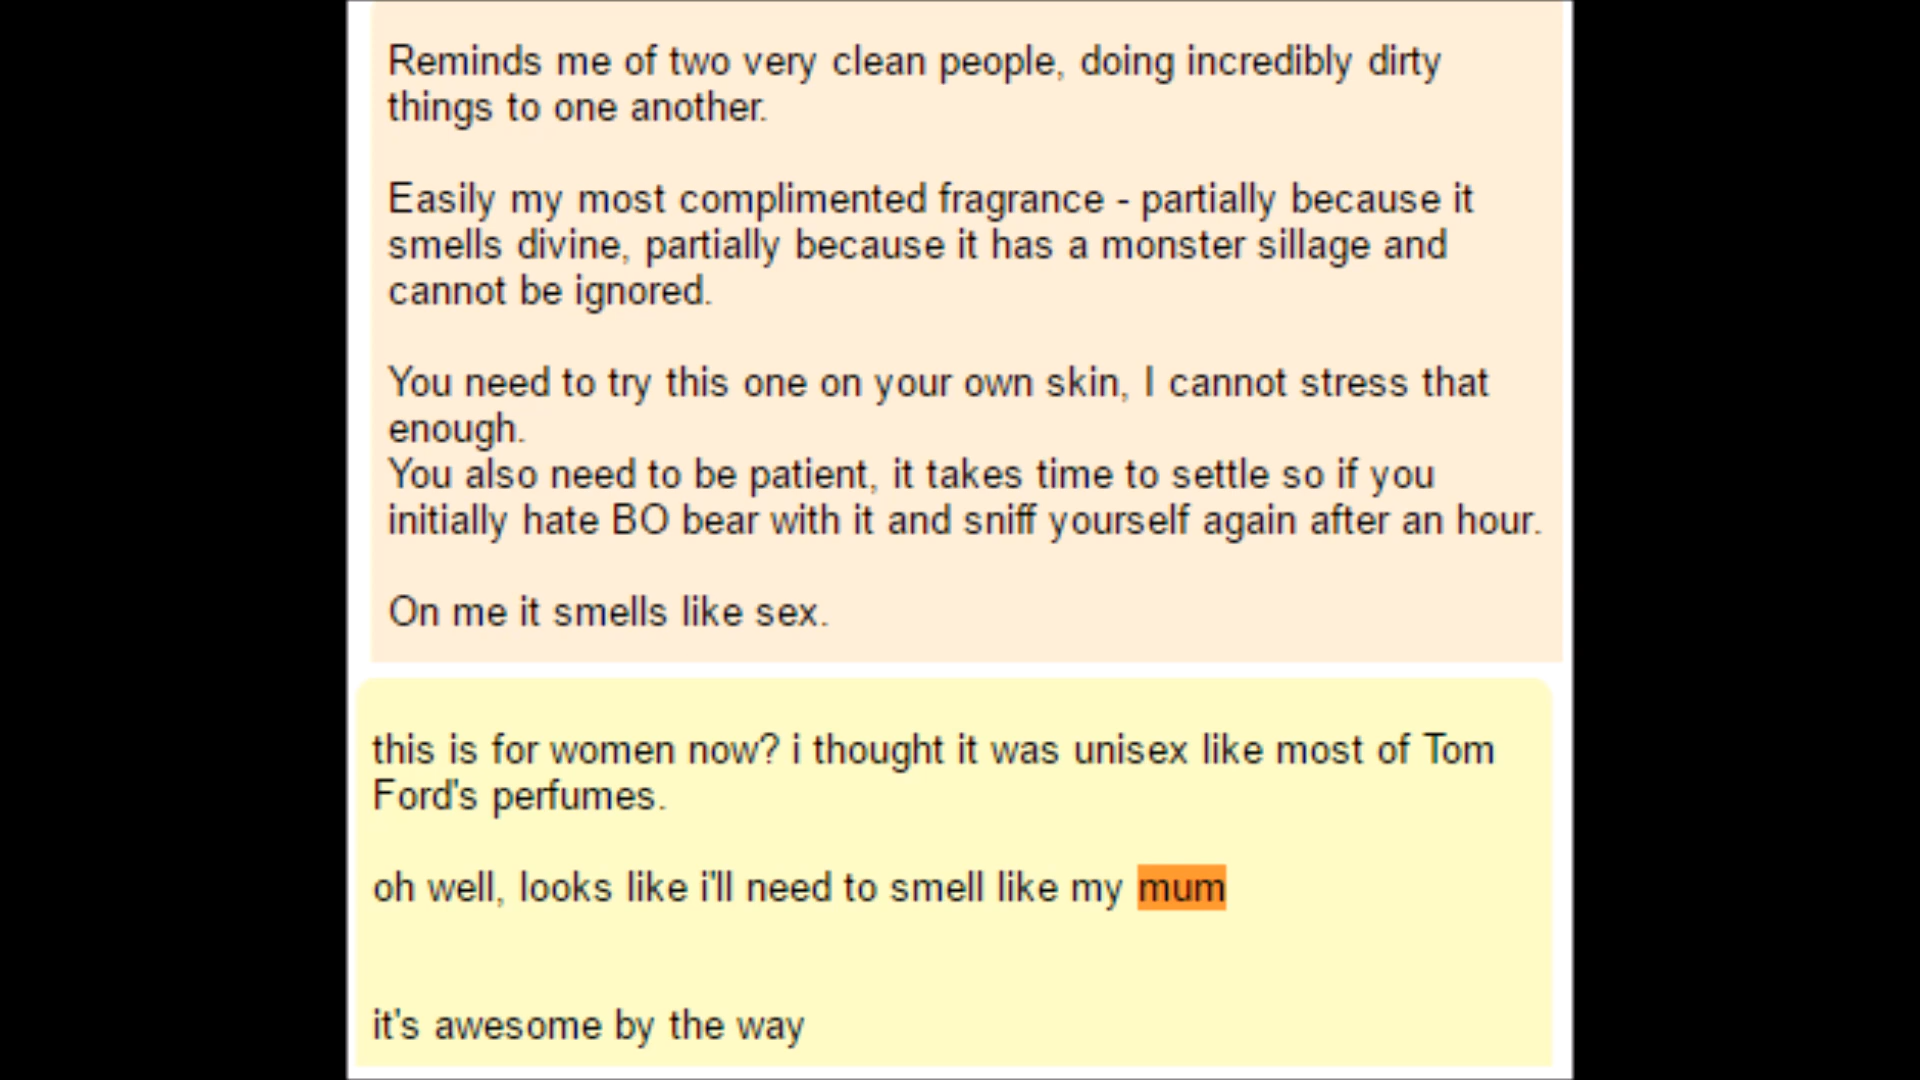 Reminds me of two very clean people, doing incredibly dirty
things to one another.
Easily my most complimented fragrance - partially because it
smells divine, partially because it has a monster sillage and
cannot be ignored.
You need to try this one on your own skin, I cannot stress that
enough.
You also need to be patient, it takes time to settle so if you
initially hate BO bear with it and sniff yourself again after an hour.
On me it smells like sex.
this is for women now? i thought it was unisex like most of Tom
Ford's perfumes.
oh well, looks like i'll need to smell like my mum
it's awesome by the way